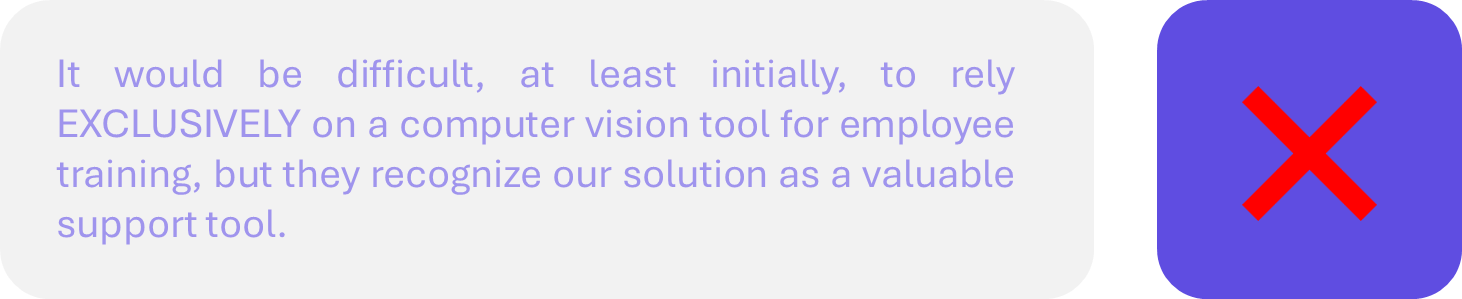 It would be difficult, at least initially, to rely
EXCLUSIVELY on a computer vision tool for employee
training, but they recognize our solution as a valuable
support tool.